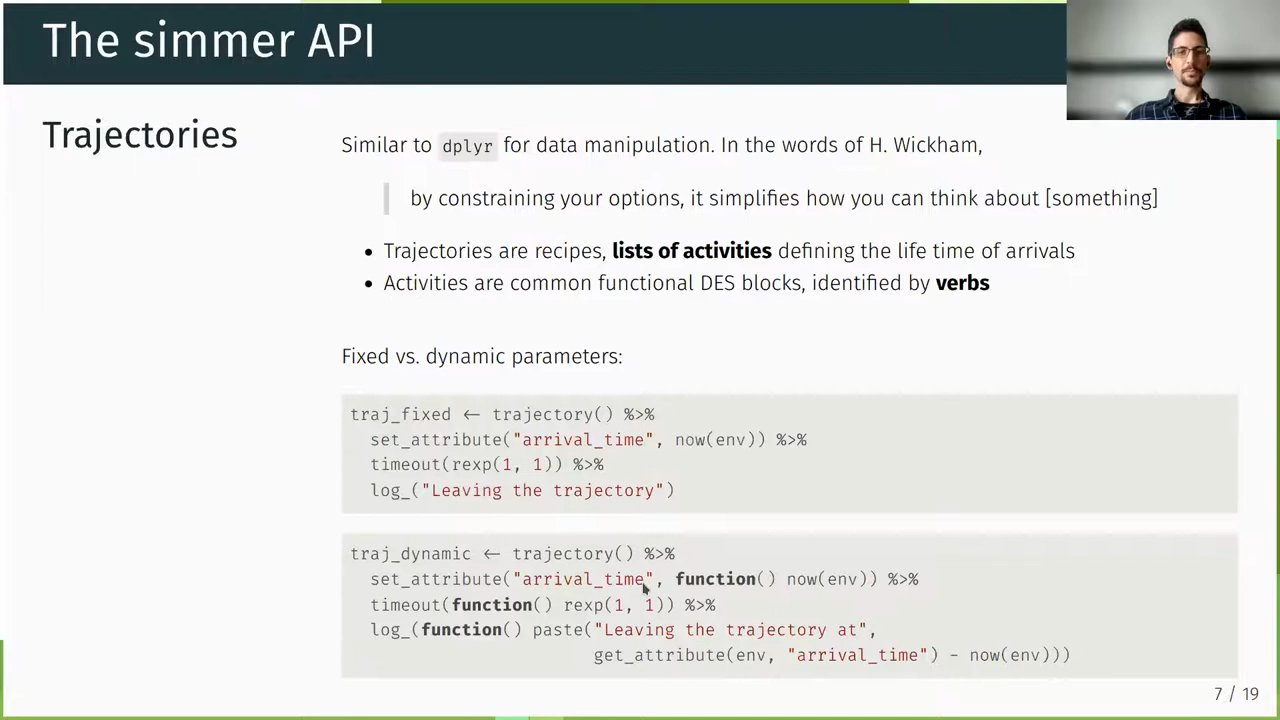 The simmer API
Trajectories
Similar to dplyr for data manipulation. In the words of H. Wickham,
by constraining your options, it simplifies how you can think about [something]
• Trajectories are recipes, lists of activities defining the life time of arrivals
• Activities are common functional DES blocks, identified by verbs
Fixed vs. dynamic parameters:
traj_fixed ← trajectory() %>%
  set_attribute("arrival_time", now(env)) %>%
  timeout(rexp(1, 1)) %>%
  log_("Leaving the trajectory")
traj_dynamic ← trajectory() %>%
  set_attribute("arrival_time", function() now(env)) %>%
  timeout(function() rexp(1, 1)) %>%
  log_(function() paste("Leaving the trajectory at",
                        get_attribute(env, "arrival_time") - now(env)))
7 / 19